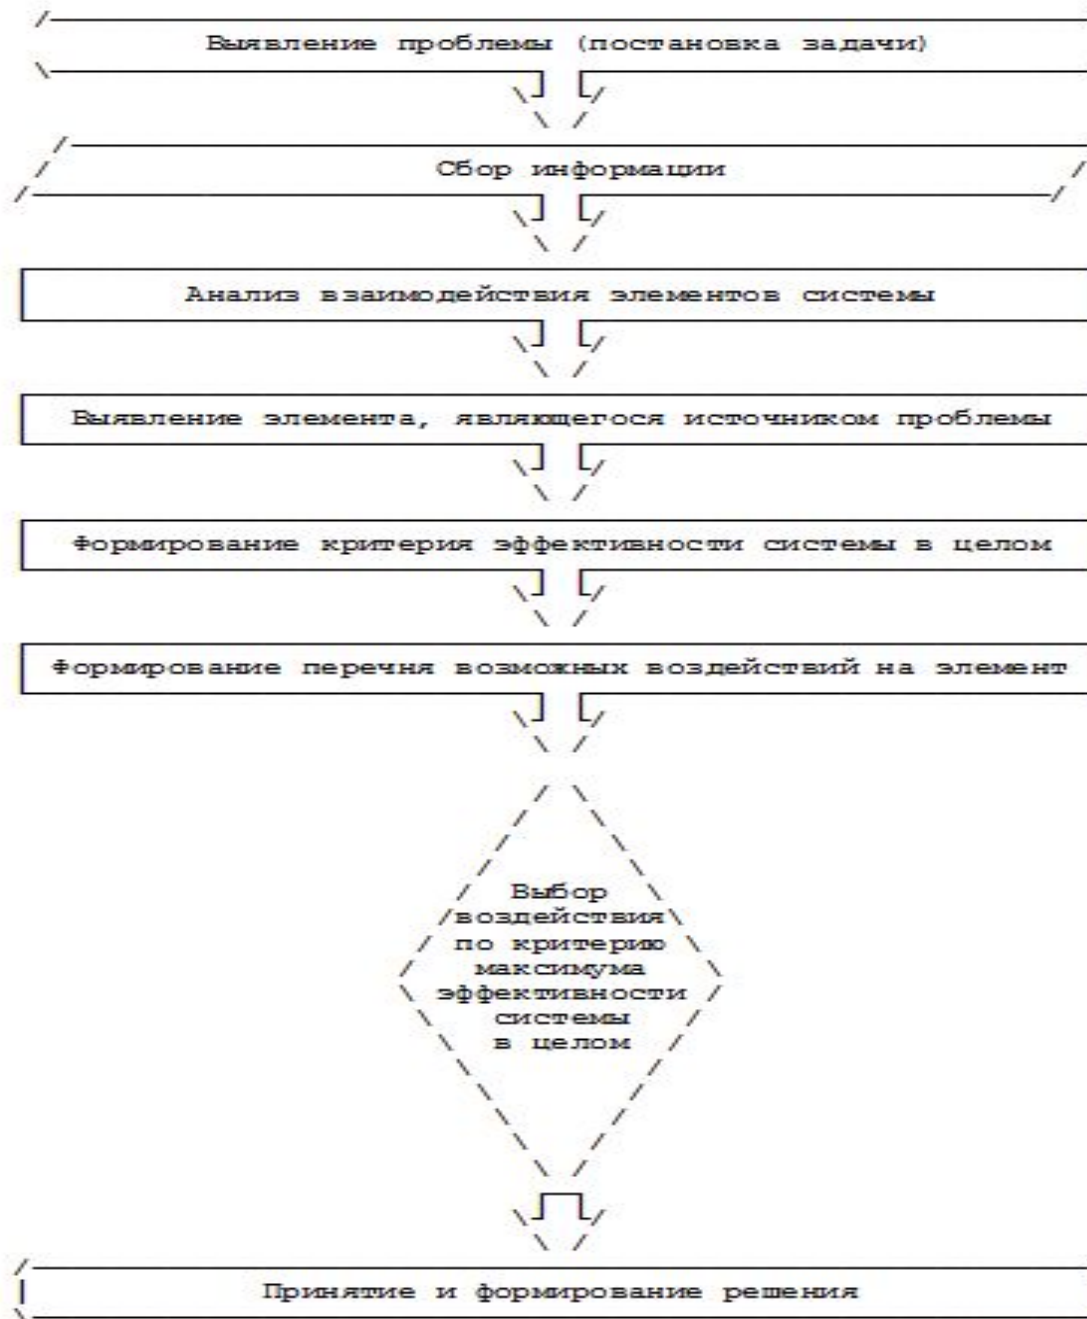 Выявление проблемы (постановка задачи)
Сбор информации
Анализ взаимодействия элементов системы
Выявление элемента, являющегося источником проблемы
Формирование критерия эффективности системы в целом
Формирование перечня возможных воздействий на элемент
Выбор
воздействия
по критерию
максимума
эффективности
системы
в целом
Принятие и формирование решения